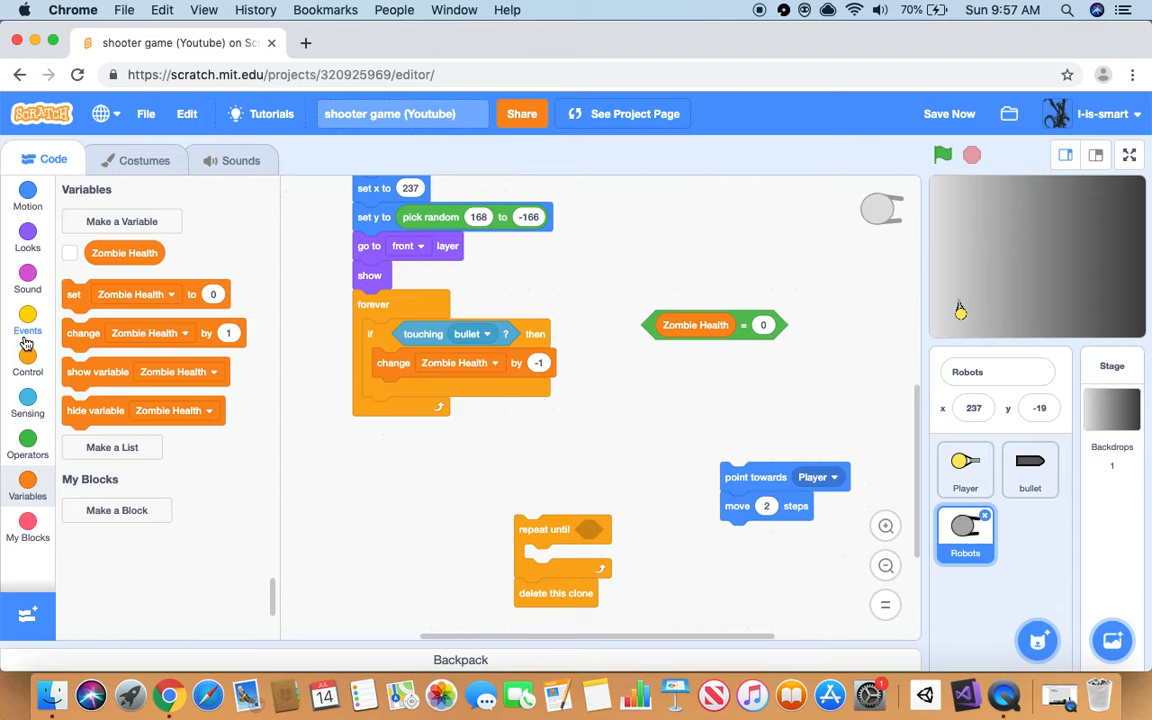 Chrome File Edit View History Bookmarks People Window Help 70% Sun 9:57 AM
shooter game (Youtube) on Sc
https://scratch.mit.edu/projects/320925969/editor/
SCRATCH File Edit Tutorials shooter game (Youtube) Share See Project Page Save Now I-is-smart
Code Costumes Sounds
Motion
Looks
Sound
Events
Control
Sensing
Operators
Variables
My Blocks
Variables
Make a Variable
Zombie Health
set Zombie Health to 0
change Zombie Health by 1
show variable Zombie Health
hide variable Zombie Health
Make a List
My Blocks
Make a Block
set x to 237
set y to pick random 168 to -166
go to front layer
show
forever
if touching bullet ? then
change Zombie Health by -1
Zombie Health = 0
point towards Player
move 2 steps
repeat until
delete this clone
Backpack
Robots
x 237 y -19
Player
bullet
Robots
Stage
Backdrops
1
14
1